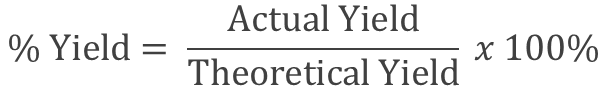 % Yield = Actual Yield / Theoretical Yield x 100%